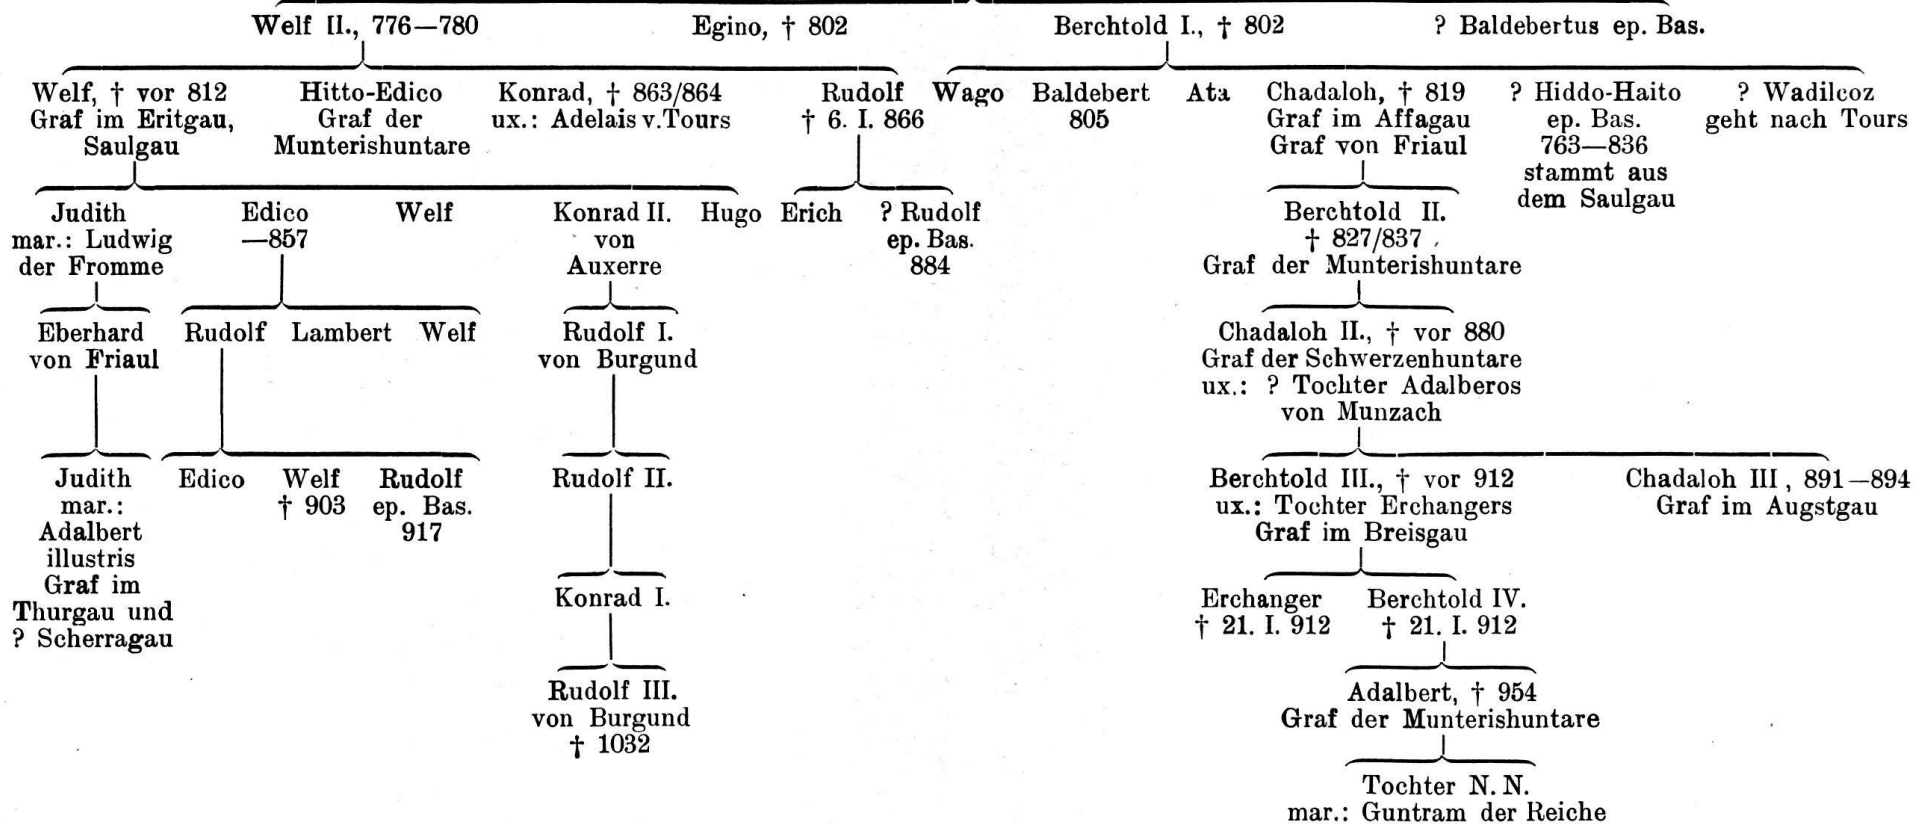 Welf II., 776—780 Egino, † 802 Berchtold I., † 802 ? Baldebertus ep. Bas.
Welf, † vor 812
Graf im Eritgau,
Saulgau
Hitto-Edico
Graf der
Munterishuntare
Konrad, † 863/864
ux.: Adelais v. Tours
Rudolf
† 6. I. 866
Wago
Baldebert
805
Ata
Chadaloh, † 819
Graf im Affagau
Graf von Friaul
? Hiddo-Haito
ep. Bas.
763—836
stammt aus
dem Saulgau
? Wadilcoz
geht nach Tours
Judith
mar.: Ludwig
der Fromme
Edico
—857
Welf
Konrad II.
von
Auxerre
Hugo
Erich
? Rudolf
ep. Bas.
884
Berchtold II.
† 827/837
Graf der Munterishuntare
Eberhard
von Friaul
Rudolf
Lambert
Welf
Rudolf I.
von Burgund
Chadaloh II., † vor 880
Graf der Schwerzenhuntare
ux.: ? Tochter Adalberos
von Munzach
Judith
mar.:
Adalbert
illustris
Graf im
Thurgau und
? Scherragau
Edico
Welf
† 903
Rudolf
ep. Bas.
917
Rudolf II.
Berchtold III., † vor 912
ux.: Tochter Erchangers
Graf im Breisgau
Chadaloh III, 891—894
Graf im Augstgau
Konrad I.
Erchanger
† 21. I. 912
Berchtold IV.
† 21. I. 912
Rudolf III.
von Burgund
† 1032
Adalbert, † 954
Graf der Munterishuntare
Tochter N. N.
mar.: Guntram der Reiche